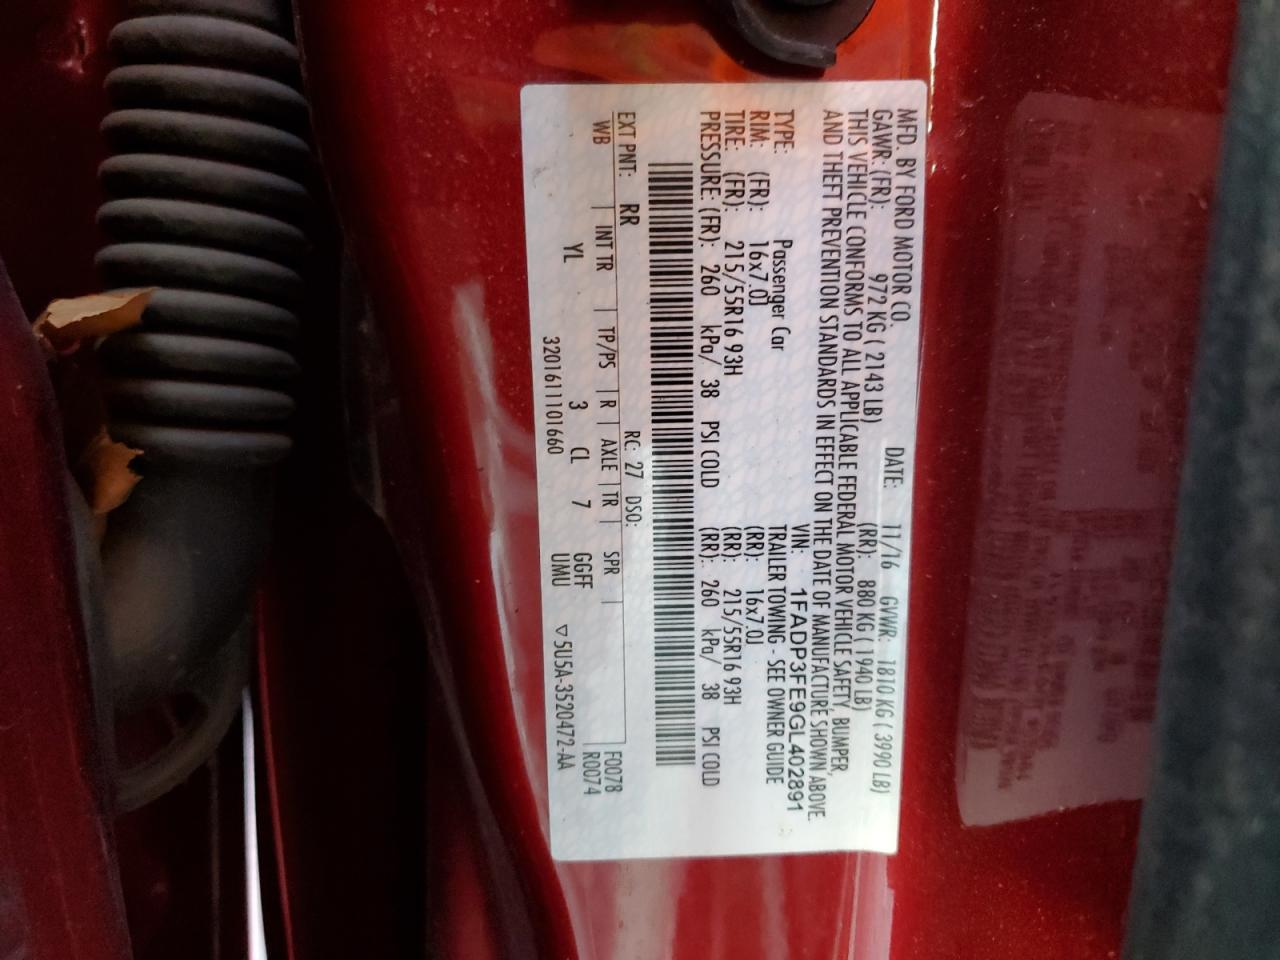 MFD. BY FORD MOTOR CO. DATE: 11/16 GVWR: 1810 KG ( 3990 LB)
GAWR: (FR): 972 KG ( 2143 LB) (RR): 880 KG ( 1940 LB)
THIS VEHICLE CONFORMS TO ALL APPLICABLE FEDERAL MOTOR VEHICLE SAFETY, BUMPER,
AND THEFT PREVENTION STANDARDS IN EFFECT ON THE DATE OF MANUFACTURE SHOWN ABOVE.
VIN: 1FADP3FE9GL402891
TYPE: Passenger Car TRAILER TOWING - SEE OWNER GUIDE
RIM: (FR): 16x7.0J (RR): 16x7.0J
TIRE: (FR): 215/55R16 93H (RR): 215/55R16 93H
PRESSURE: (FR): 260 kPa/ 38 PSI COLD (RR): 260 kPa/ 38 PSI COLD
EXT PNT: RR RC: 27 DSO: F0078
WB | INT TR | TP/PS | R | AXLE | TR | SPR | R0074
YL 3 CL 7 GGFF
3201611101660 UMU ▽5U5A-3520472-AA